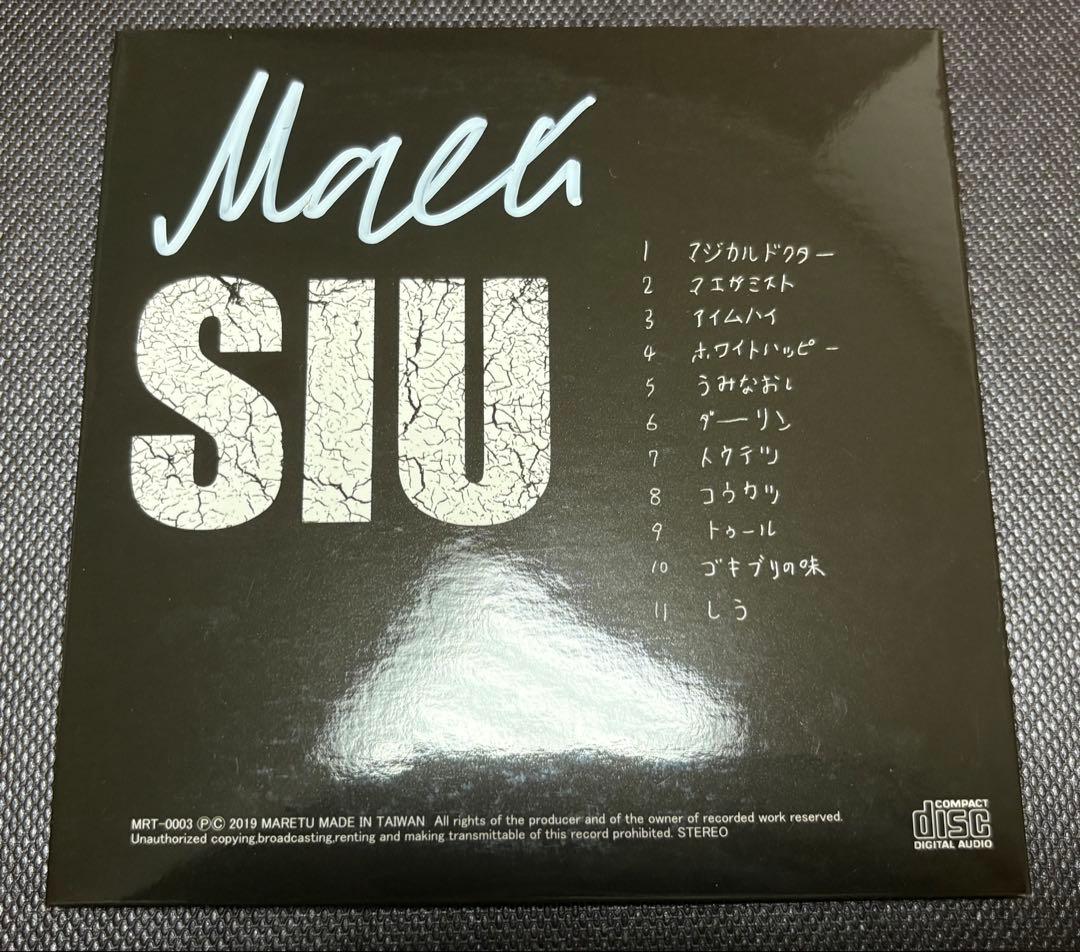 Maretu
SIU
1 マジカルドクター
2 マエガミスト
3 アイムハイ
4 ホワイトハッピー
5 うみなおし
6 ダーリン
7 トウテツ
8 コウカツ
9 トゥール
10 ゴキブリの味
11 しう
MRT-0003 ⓅⒸ 2019 MARETU MADE IN TAIWAN All rights of the producer and of the owner of recorded work reserved.
Unauthorized copying,broadcasting,renting and making transmittable of this record prohibited. STEREO
COMPACT
disc
DIGITAL AUDIO